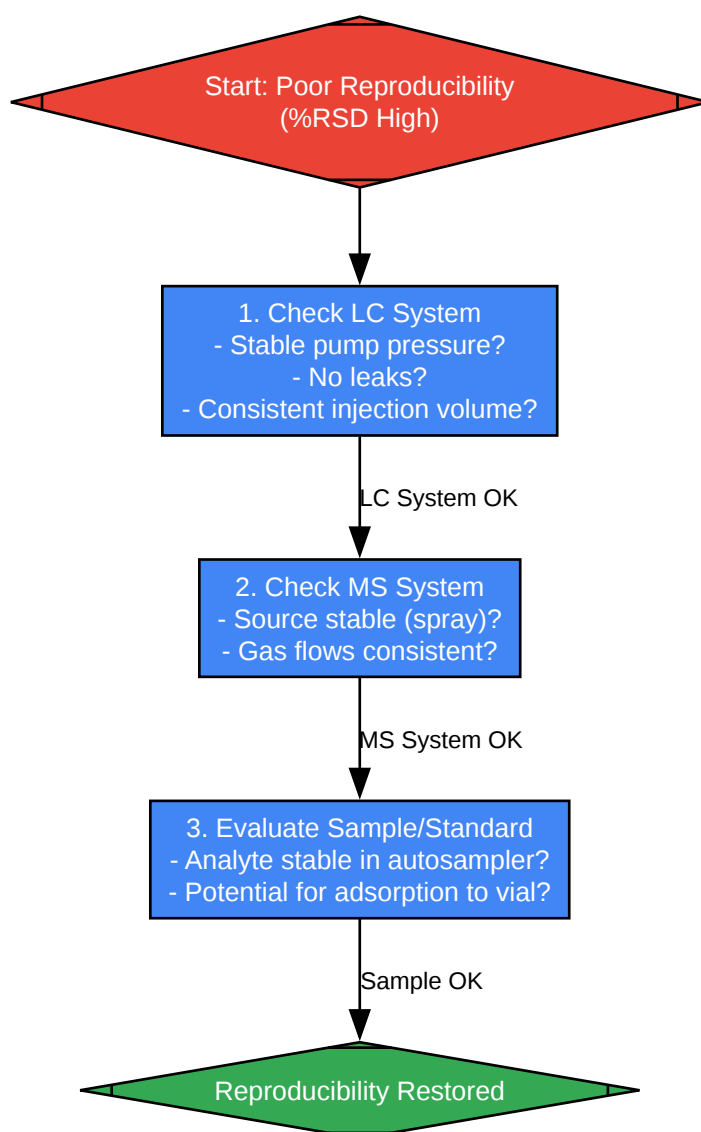 Start: Poor Reproducibility
(%RSD High)
1. Check LC System
- Stable pump pressure?
- No leaks?
- Consistent injection volume?
LC System OK
2. Check MS System
- Source stable (spray)?
- Gas flows consistent?
MS System OK
3. Evaluate Sample/Standard
- Analyte stable in autosampler?
- Potential for adsorption to vial?
Sample OK
Reproducibility Restored